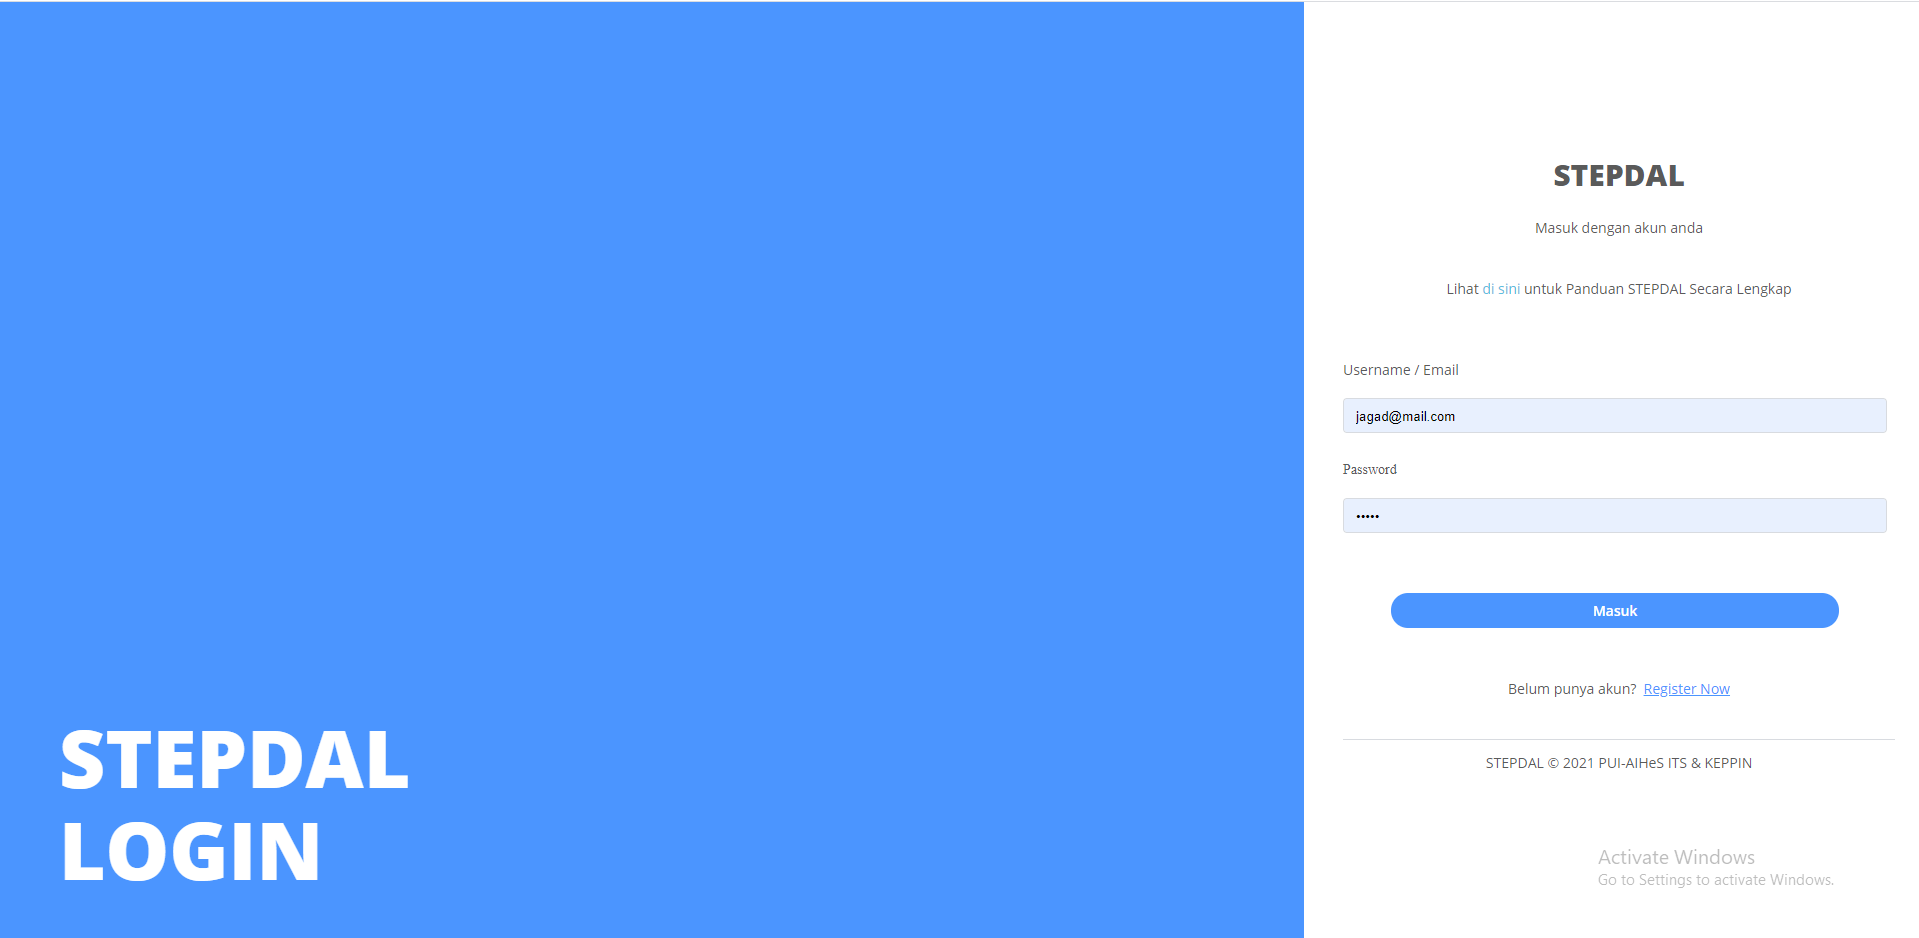 STEPDAL
LOGIN
STEPDAL
Masuk dengan akun anda
Lihat di sini untuk Panduan STEPDAL Secara Lengkap
Username / Email
jagad@mail.com
Password
•••••
Masuk
Belum punya akun? Register Now
STEPDAL © 2021 PUI-AIHeS ITS & KEPPIN
Activate Windows
Go to Settings to activate Windows.